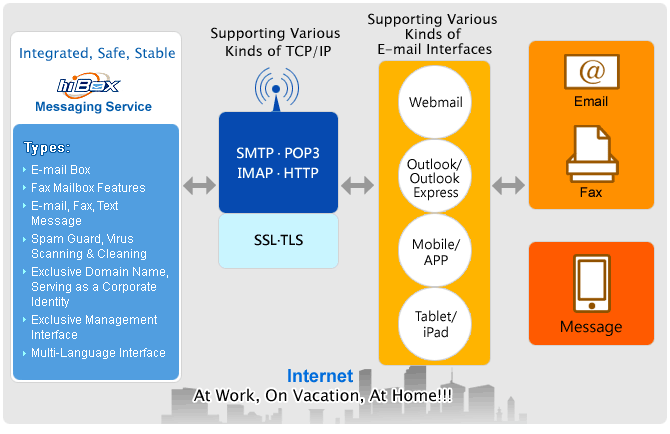 Integrated, Safe, Stable
hiBox
Messaging Service
Types:
E-mail Box
Fax Mailbox Features
E-mail, Fax, Text
Message
Spam Guard, Virus
Scanning & Cleaning
Exclusive Domain Name,
Serving as a Corporate
Identity
Exclusive Management
Interface
Multi-Language Interface
Supporting Various
Kinds of TCP/IP
SMTP · POP3
IMAP · HTTP
SSL·TLS
Supporting Various
Kinds of
E-mail Interfaces
Webmail
Outlook/
Outlook
Express
Mobile/
APP
Tablet/
iPad
@
Email
Fax
Message
Internet
At Work, On Vacation, At Home!!!